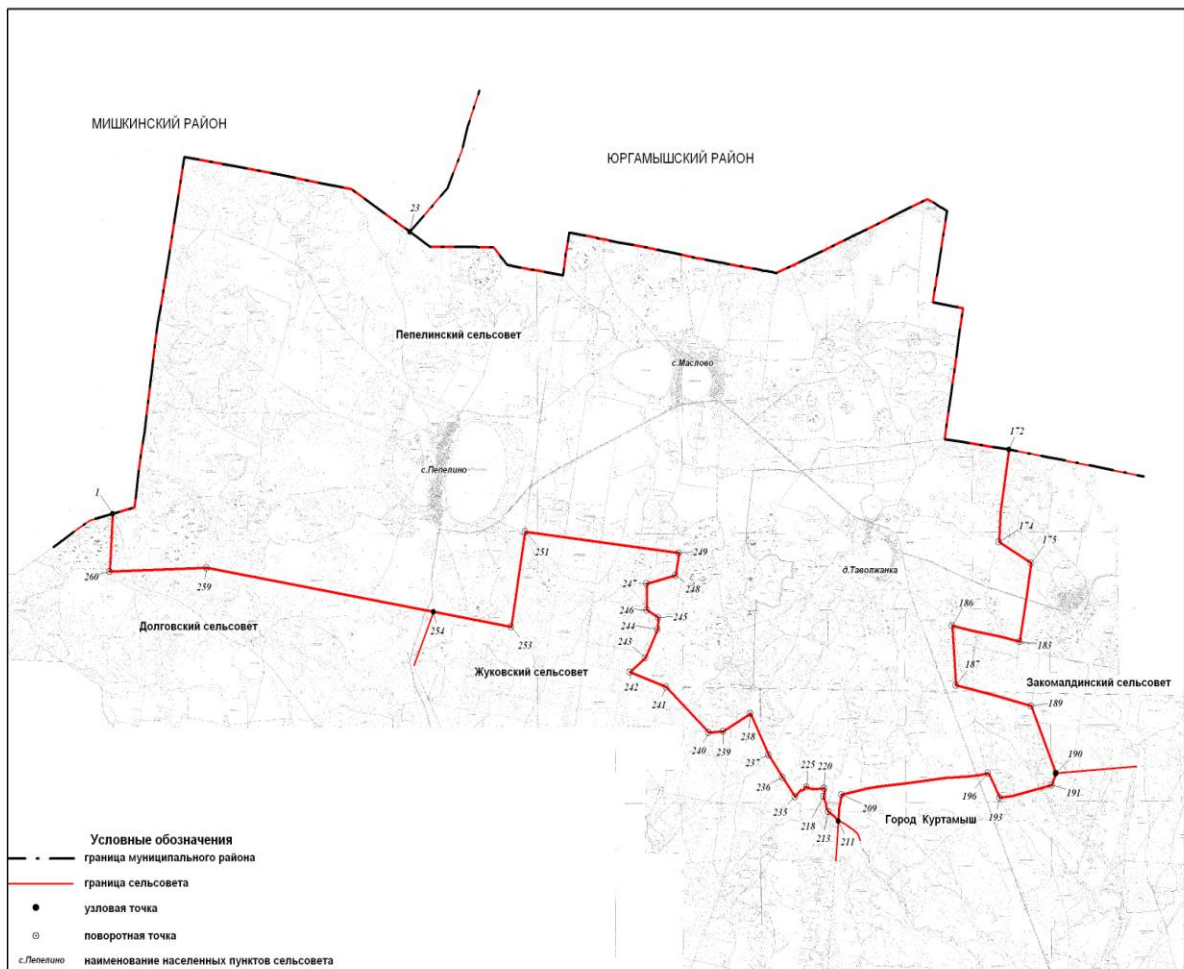 МИШКИНСКИЙ РАЙОН
ЮРГАМЫШСКИЙ РАЙОН
23
Пепелинский сельсовет
с.Маслово
172
с.Пепелино
1
174
251
249
175
д.Таволжанка
260
259
247
248
246
245
186
254
244
183
Долговский сельсовет
253
243
Жуковский сельсовет
187
242
Закомалдинский сельсовет
241
189
238
240
239
237
190
225
220
236
196
191
235
209
218
193
213
211
Город Куртамыш
Условные обозначения
граница муниципального района
граница сельсовета
узловая точка
поворотная точка
с.Пепелино наименование населенных пунктов сельсовета